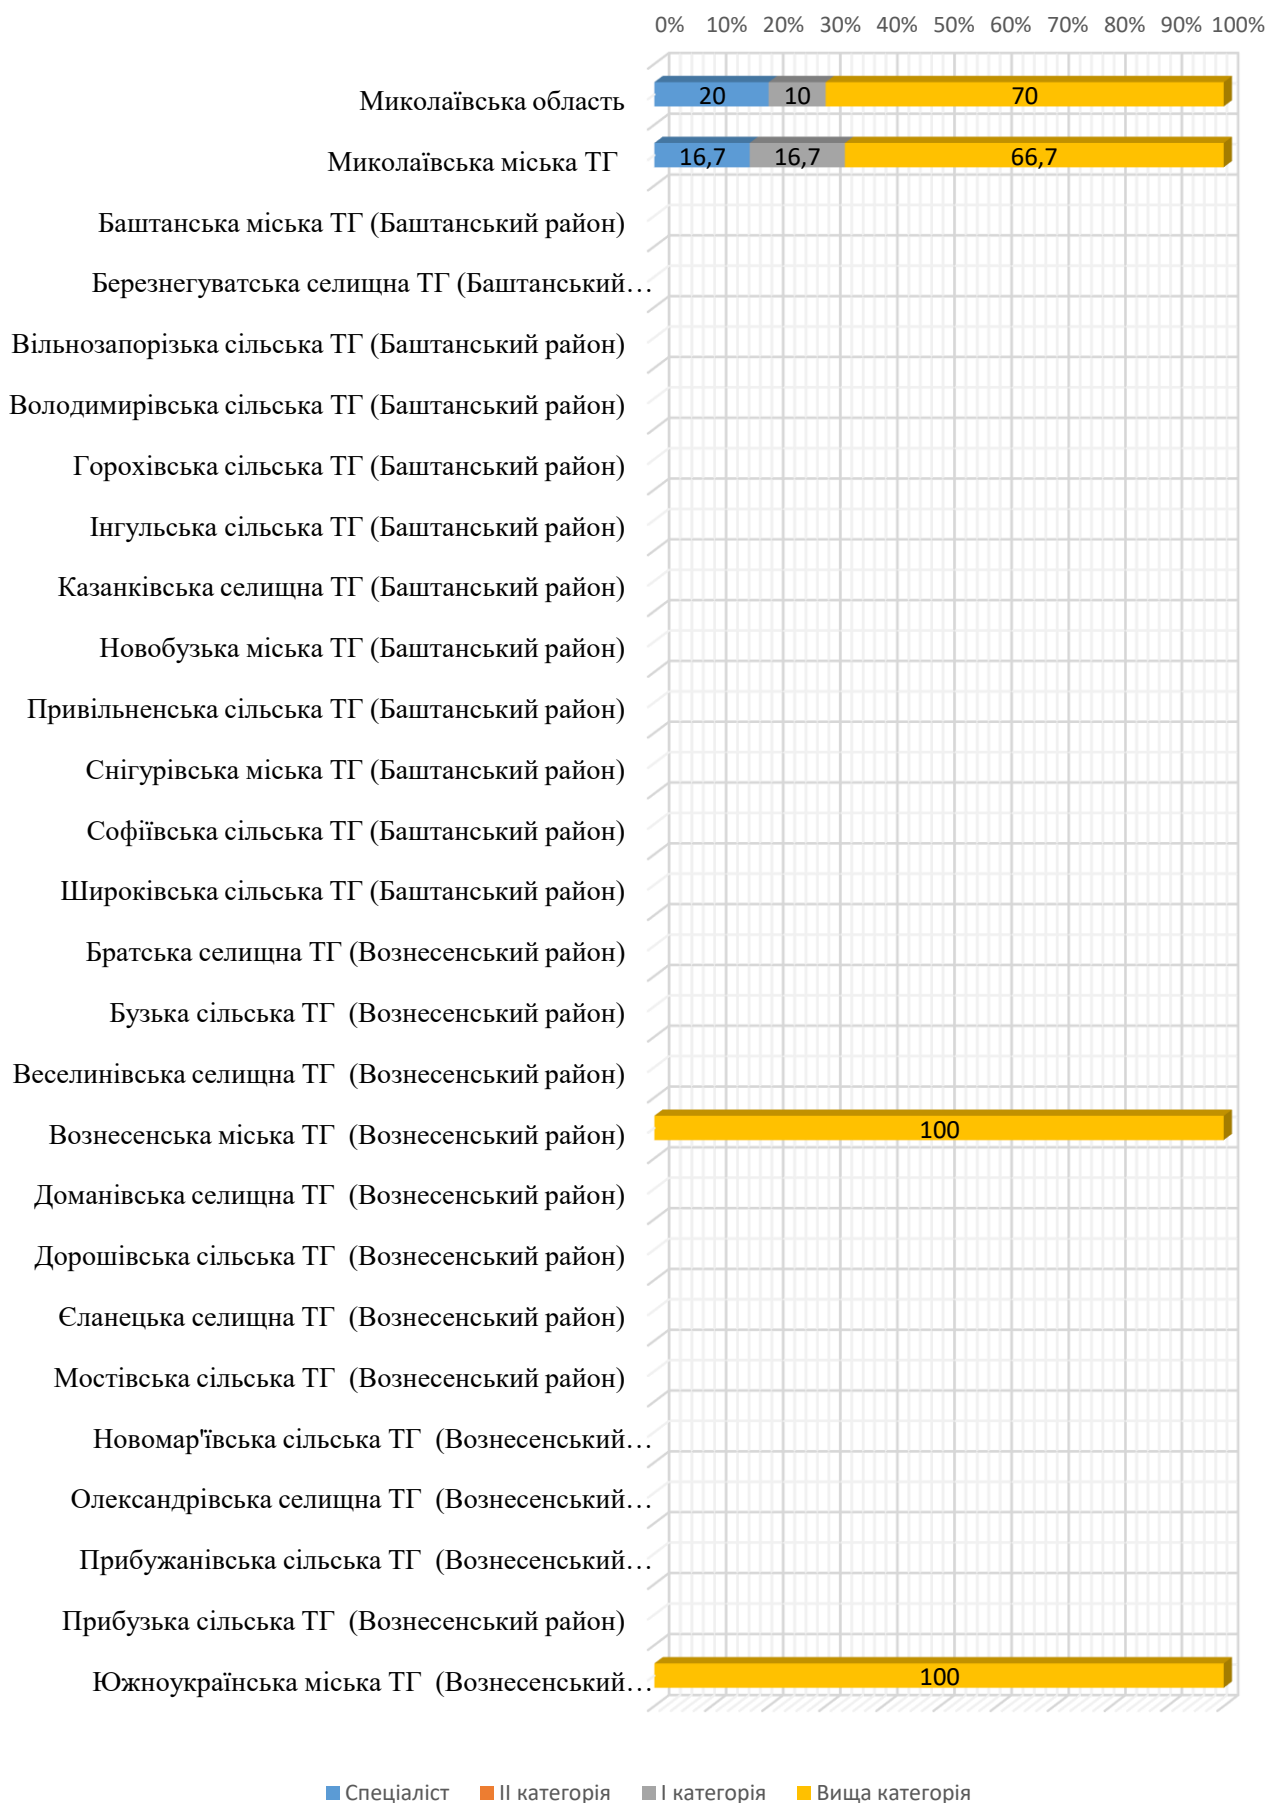 0% 10% 20% 30% 40% 50% 60% 70% 80% 90% 100%
Миколаївська область 20 10 70
Миколаївська міська ТГ 16,7 16,7 66,7
Баштанська міська ТГ (Баштанський район)
Березнегуватська селищна ТГ (Баштанський…
Вільнозапорізька сільська ТГ (Баштанський район)
Володимирівська сільська ТГ (Баштанський район)
Горохівська сільська ТГ (Баштанський район)
Інгульська сільська ТГ (Баштанський район)
Казанківська селищна ТГ (Баштанський район)
Новобузька міська ТГ (Баштанський район)
Привільненська сільська ТГ (Баштанський район)
Снігурівська міська ТГ (Баштанський район)
Софіївська сільська ТГ (Баштанський район)
Широківська сільська ТГ (Баштанський район)
Братська селищна ТГ (Вознесенський район)
Бузька сільська ТГ (Вознесенський район)
Веселинівська селищна ТГ (Вознесенський район)
Вознесенська міська ТГ (Вознесенський район) 100
Доманівська селищна ТГ (Вознесенський район)
Дорошівська сільська ТГ (Вознесенський район)
Єланецька селищна ТГ (Вознесенський район)
Мостівська сільська ТГ (Вознесенський район)
Новомар'ївська сільська ТГ (Вознесенський…
Олександрівська селищна ТГ (Вознесенський…
Прибужанівська сільська ТГ (Вознесенський…
Прибузька сільська ТГ (Вознесенський район)
Южноукраїнська міська ТГ (Вознесенський… 100
Спеціаліст ІІ категорія І категорія Вища категорія